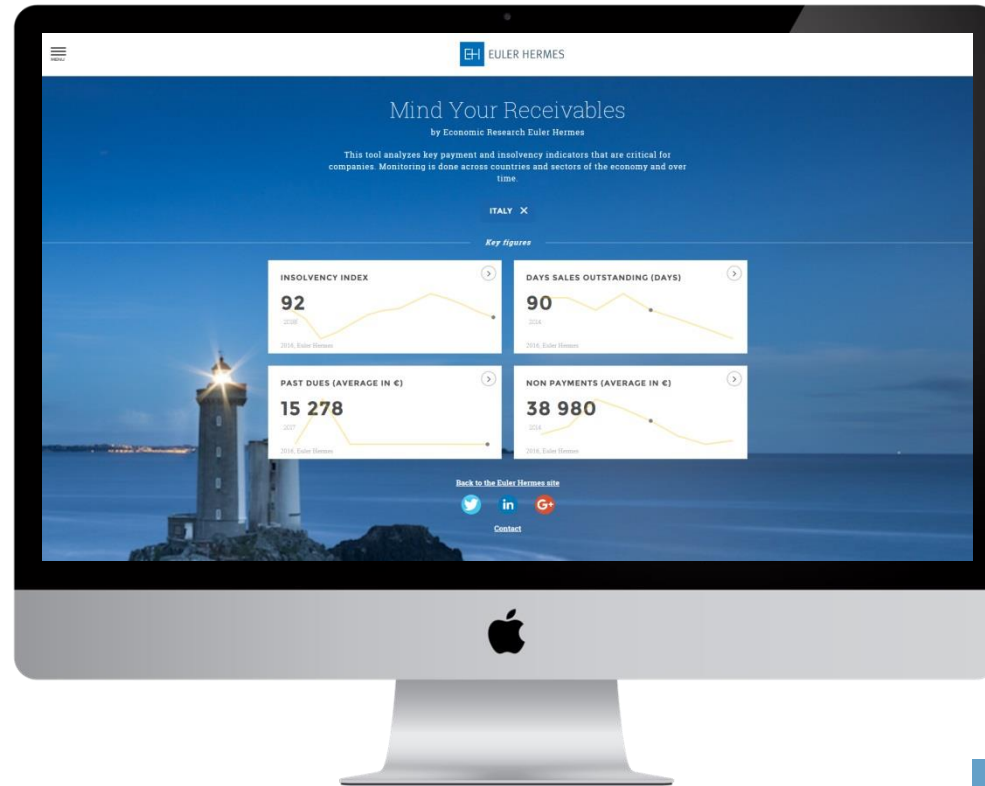 MENU
EH EULER HERMES
Mind Your Receivables
by Economic Research Euler Hermes
This tool analyzes key payment and insolvency indicators that are critical for
companies. Monitoring is done across countries and sectors of the economy and over
time.
ITALY ✕
Key figures
INSOLVENCY INDEX
92
2016, Euler Hermes
DAYS SALES OUTSTANDING (DAYS)
90
2014
2016, Euler Hermes
PAST DUES (AVERAGE IN €)
15 278
2017
2016, Euler Hermes
NON PAYMENTS (AVERAGE IN €)
38 980
2014
2016, Euler Hermes
Back to the Euler Hermes site
in G+
Contact